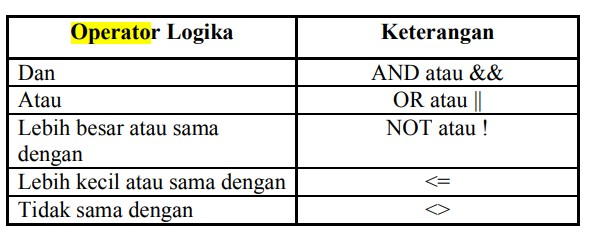 Operator Logika Keterangan
Dan AND atau &&
Atau OR atau ||
Lebih besar atau sama NOT atau !
dengan
Lebih kecil atau sama dengan <=
Tidak sama dengan <>